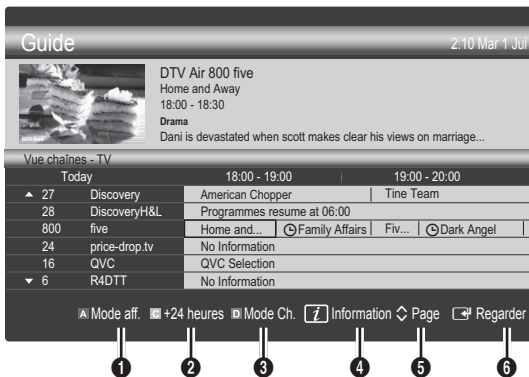 Guide 2:10 Mar 1 Jui
DTV Air 800 five
Home and Away
18:00 - 18:30
Drama
Dani is devastated when scott makes clear his views on marriage...
800 five
Vue chaînes - TV
Today 18:00 - 19:00 19:00 - 20:00
▲ 27 Discovery American Chopper Tine Team
28 DiscoveryH&L Programmes resume at 06:00
800 five Home and... Family Affairs Fiv... Dark Angel
24 price-drop.tv No Information
16 QVC QVC Selection
▼ 6 R4DTT No Information
A Mode aff. C +24 heures D Mode Ch. i Information Page Regarder
1 2 3 4 5 6